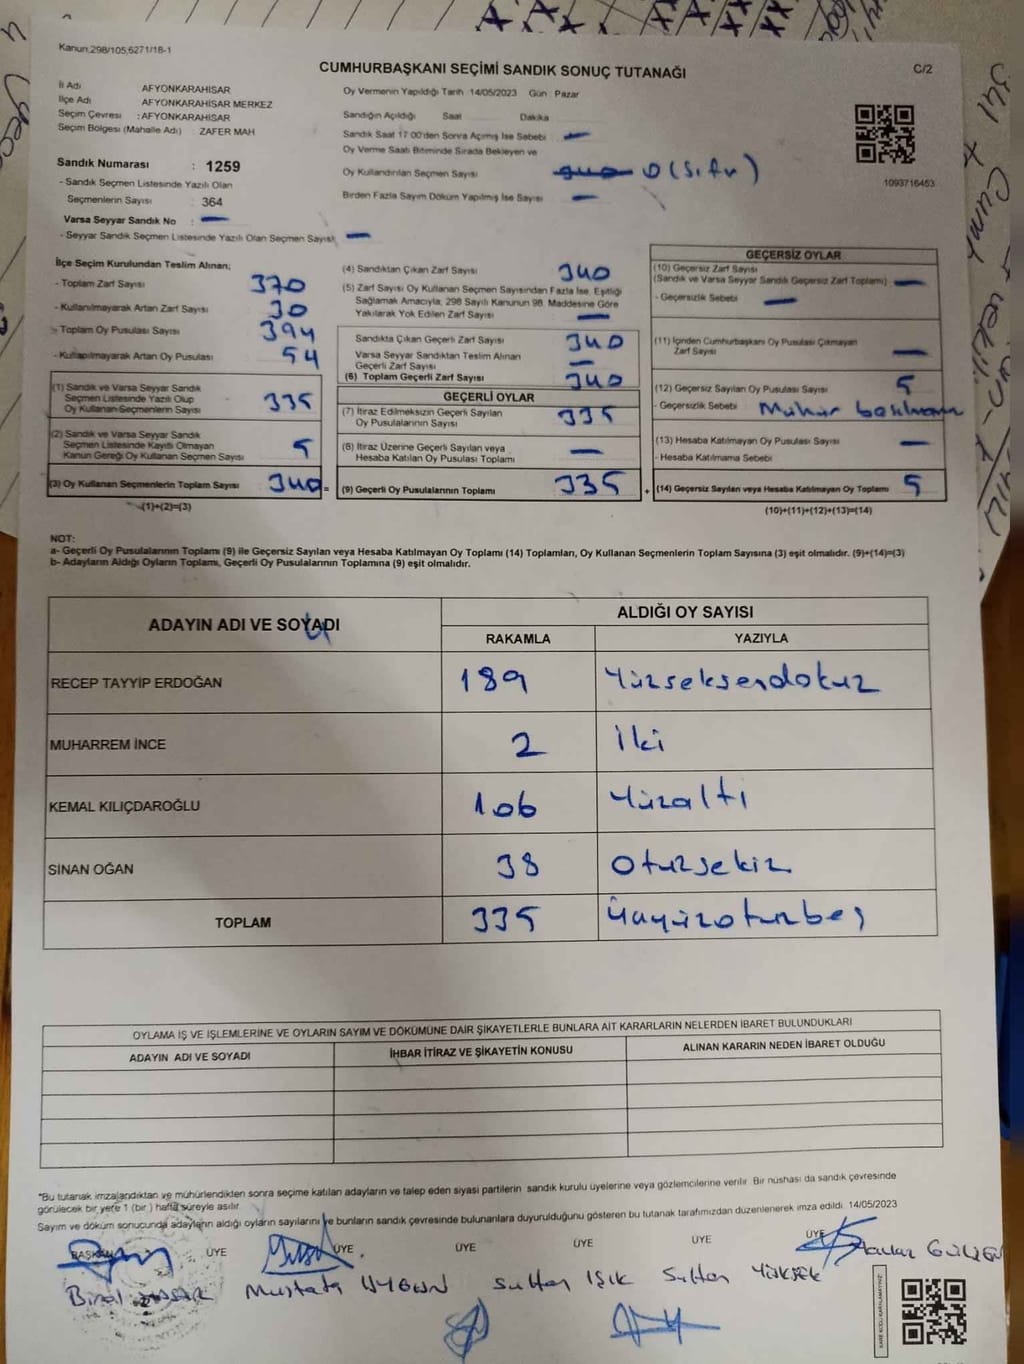 Kanun.298/105,6271/18-1
C/2
CUMHURBAŞKANI SEÇİMİ SANDIK SONUÇ TUTANAĞI
İl Adı AFYONKARAHİSAR
İlçe Adı AFYONKARAHİSAR MERKEZ
Seçim Çevresi : AFYONKARAHİSAR
Seçim Bölgesi (Mahalle Adı) : ZAFER MAH
Sandık Numarası : 1259
- Sandık Seçmen Listesinde Yazılı Olan
Seçmenlerin Sayısı : 364
Varsa Seyyar Sandık No : -
- Seyyar Sandık Seçmen Listesinde Yazılı Olan Seçmen Sayısı: -
Oy Vermenin Yapıldığı Tarih 14/05/2023 Gün : Pazar
Sandığın Açıldığı Saat Dakika
Sandık Saat 17:00'den Sonra Açılmış İse Sebebi -
Oy Verme Saati Bitiminde Sırada Bekleyen ve
Oy Kullandırılan Seçmen Sayısı 0 (Sıfır)
Birden Fazla Sayım Döküm Yapılmış İse Sayısı -
1093716453
İlçe Seçim Kurulundan Teslim Alınan;
- Toplam Zarf Sayısı 370
- Kullanılmayarak Artan Zarf Sayısı 30
- Toplam Oy Pusulası Sayısı 394
- Kullanılmayarak Artan Oy Pusulası 54
(1) Sandık ve Varsa Seyyar Sandık
Seçmen Listesinde Yazılı Olup
Oy Kullanan Seçmenlerin Sayısı 335
(2) Sandık ve Varsa Seyyar Sandık
Seçmen Listesinde Kayıtlı Olmayan
Kanun Gereği Oy Kullanan Seçmen Sayısı 5
(3) Oy Kullanan Seçmenlerin Toplam Sayısı 340 =
(1)+(2)=(3)
(4) Sandıktan Çıkan Zarf Sayısı 340
(5) Zarf Sayısı Oy Kullanan Seçmen Sayısından Fazla İse, Eşitliği
Sağlamak Amacıyla, 298 Sayılı Kanunun 98. Maddesine Göre
Yakılarak Yok Edilen Zarf Sayısı -
Sandıkta Çıkan Geçerli Zarf Sayısı 340
Varsa Seyyar Sandıktan Teslim Alınan
Geçerli Zarf Sayısı -
(6) Toplam Geçerli Zarf Sayısı 340
GEÇERLİ OYLAR
(7) İtiraz Edilmeksizin Geçerli Sayılan
Oy Pusulalarının Sayısı 335
(8) İtiraz Üzerine Geçerli Sayılan veya
Hesaba Katılan Oy Pusulası Toplamı -
(9) Geçerli Oy Pusulalarının Toplamı 335 +
GEÇERSİZ OYLAR
(10) Geçersiz Zarf Sayısı
(Sandık ve Varsa Seyyar Sandık Geçersiz Zarf Toplamı) -
- Geçersizlik Sebebi -
(11) İçinden Cumhurbaşkanı Oy Pusulası Çıkmayan
Zarf Sayısı -
(12) Geçersiz Sayılan Oy Pusulası Sayısı 5
- Geçersizlik Sebebi Mühür basılmama
(13) Hesaba Katılmayan Oy Pusulası Sayısı -
- Hesaba Katılmama Sebebi
(14) Geçersiz Sayılan veya Hesaba Katılmayan Oy Toplamı 5
(10)+(11)+(12)+(13)=(14)
NOT:
a- Geçerli Oy Pusulalarının Toplamı (9) ile Geçersiz Sayılan veya Hesaba Katılmayan Oy Toplamı (14) Toplamları, Oy Kullanan Seçmenlerin Toplam Sayısına (3) eşit olmalıdır. (9)+(14)=(3)
b- Adayların Aldığı Oyların Toplamı, Geçerli Oy Pusulalarının Toplamına (9) eşit olmalıdır.
ADAYIN ADI VE SOYADI ALDIĞI OY SAYISI
RAKAMLA YAZIYLA
RECEP TAYYİP ERDOĞAN 189 Yüzseksendokuz
MUHARREM İNCE 2 İki
KEMAL KILIÇDAROĞLU 106 Yüzaltı
SİNAN OĞAN 38 Otuzsekiz
TOPLAM 335 Üçyüzotuzbeş
OYLAMA İŞ VE İŞLEMLERİNE VE OYLARIN SAYIM VE DÖKÜMÜNE DAİR ŞİKAYETLERLE BUNLARA AİT KARARLARIN NELERDEN İBARET BULUNDUKLARI
ADAYIN ADI VE SOYADI İHBAR İTİRAZ VE ŞİKAYETİN KONUSU ALINAN KARARIN NEDEN İBARET OLDUĞU
"Bu tutanak imzalandıktan ve mühürlendikten sonra seçime katılan adayların ve talep eden siyasi partilerin sandık kurulu üyelerine veya gözlemcilerine verilir. Bir nüshası da sandık çevresinde
görülecek bir yere 1 (bir) hafta süreyle asılır.
Sayım ve döküm sonucunda adayların aldığı oyların sayılarını ve bunların sandık çevresinde bulunanlara duyurulduğunu gösteren bu tutanak tarafımızdan düzenlenerek imza edildi. 14/05/2023
BAŞKAN ÜYE ÜYE ÜYE ÜYE ÜYE ÜYE
Mustafa UYGUN Sultan Işık Sultan YÜKSEK
KARE KODU KARALAMAYINIZ